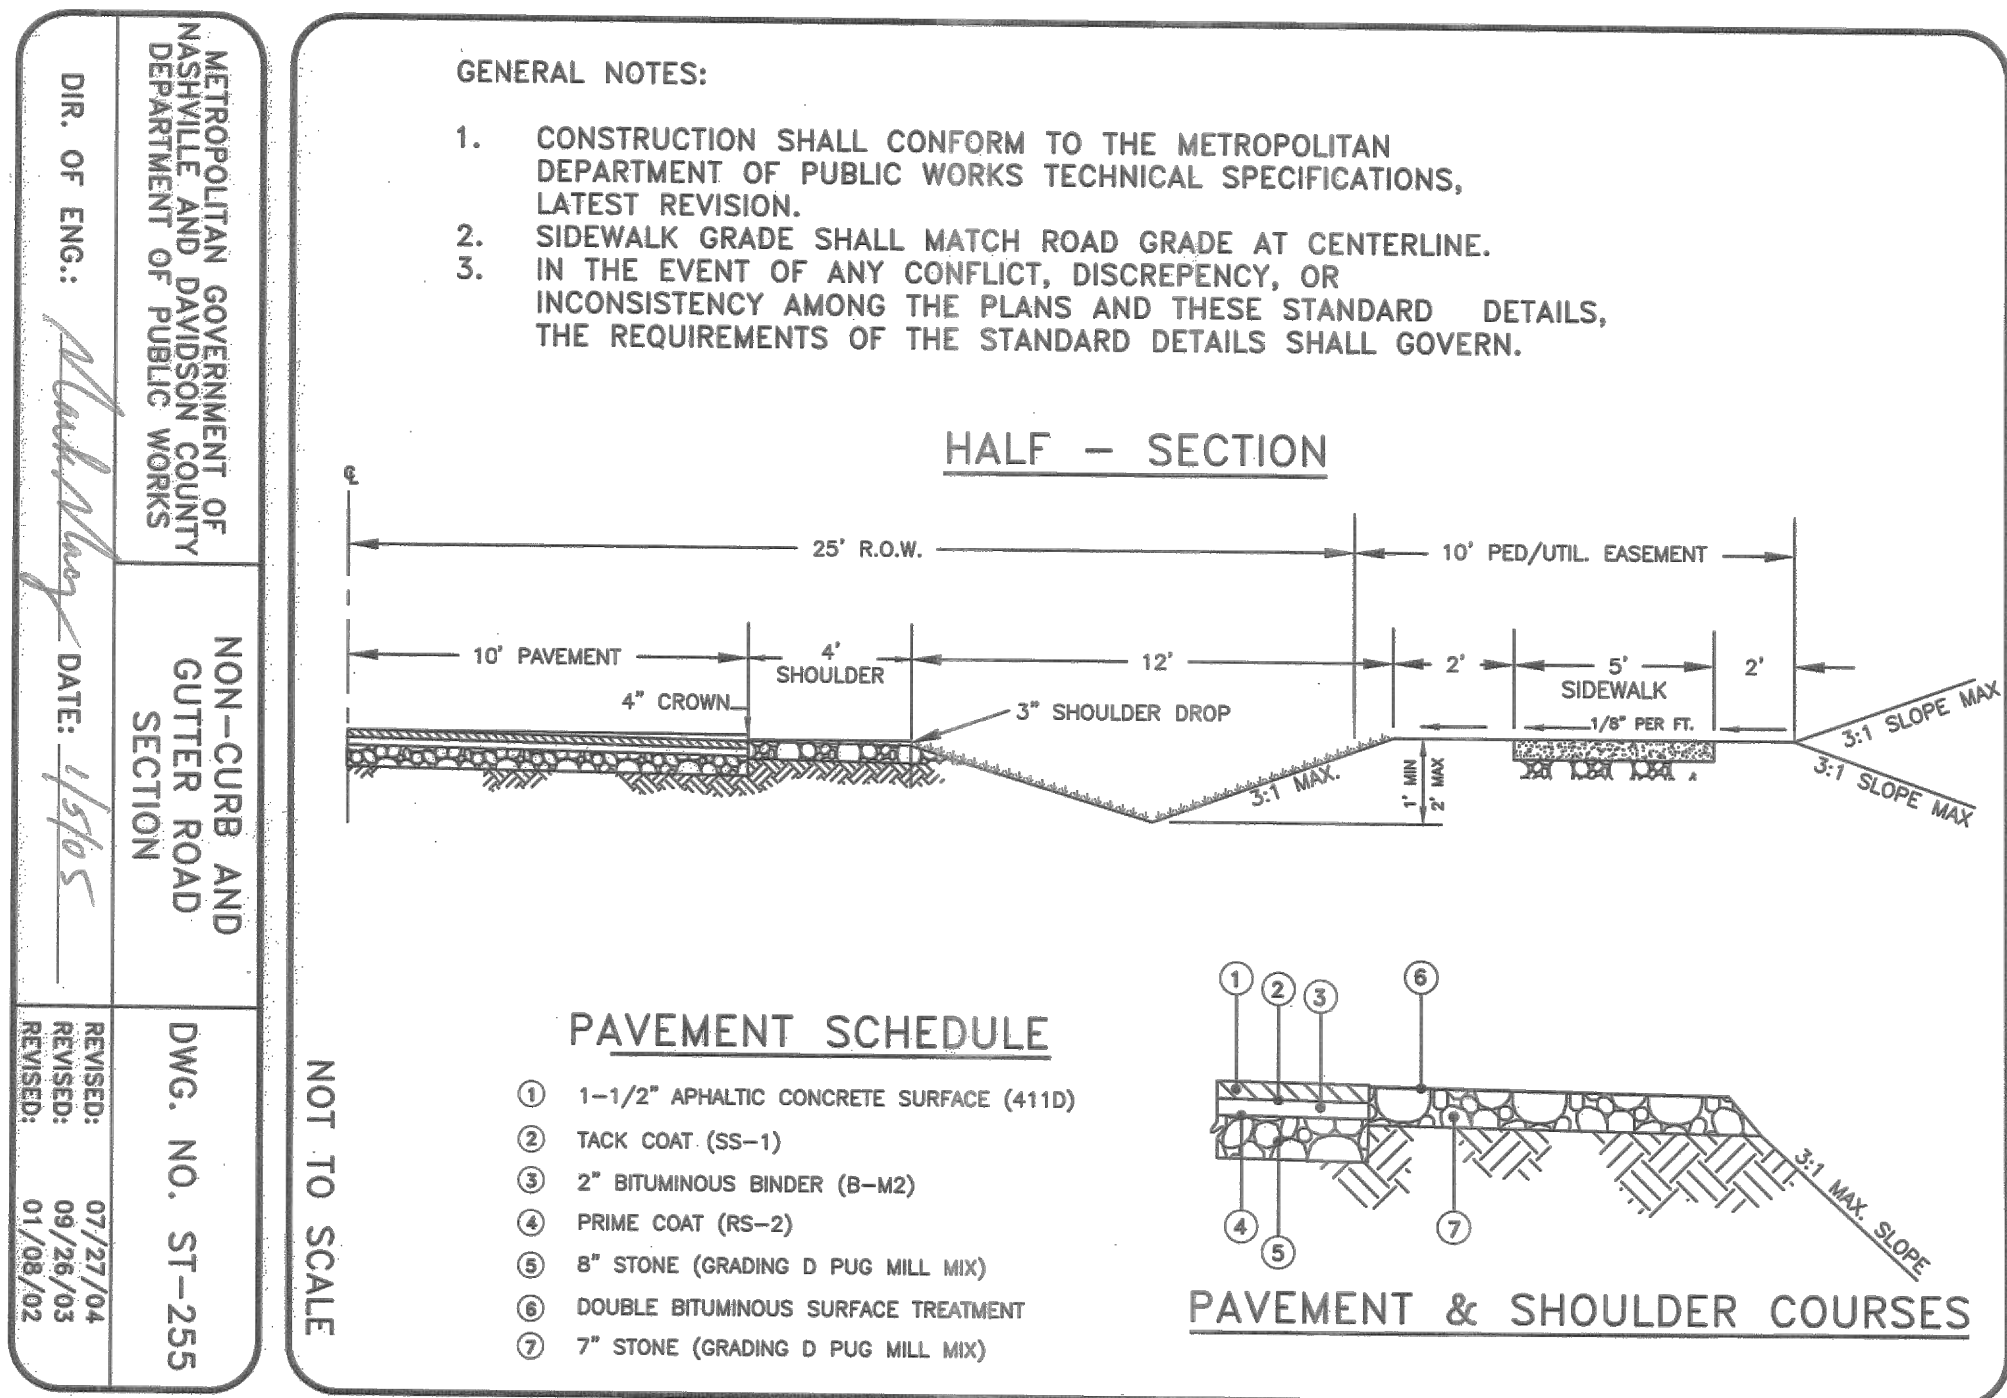 METROPOLITAN GOVERNMENT OF
NASHVILLE AND DAVIDSON COUNTY
DEPARTMENT OF PUBLIC WORKS
DIR. OF ENG.:
DATE: 1/5/05
NON-CURB AND
GUTTER ROAD
SECTION
DWG. NO. ST-255
REVISED: 07/27/04
REVISED: 09/26/03
REVISED: 01/08/02
GENERAL NOTES:
1. CONSTRUCTION SHALL CONFORM TO THE METROPOLITAN
DEPARTMENT OF PUBLIC WORKS TECHNICAL SPECIFICATIONS,
LATEST REVISION.
2. SIDEWALK GRADE SHALL MATCH ROAD GRADE AT CENTERLINE.
3. IN THE EVENT OF ANY CONFLICT, DISCREPENCY, OR
INCONSISTENCY AMONG THE PLANS AND THESE STANDARD DETAILS,
THE REQUIREMENTS OF THE STANDARD DETAILS SHALL GOVERN.
HALF - SECTION
℄
25' R.O.W.
10' PED/UTIL. EASEMENT
10' PAVEMENT
4'
SHOULDER
12'
2'
5'
SIDEWALK
2'
4" CROWN
3" SHOULDER DROP
1/8" PER FT.
3:1 SLOPE MAX
3:1 SLOPE MAX
3:1 MAX.
1' MIN
2' MAX
PAVEMENT SCHEDULE
1 1-1/2" APHALTIC CONCRETE SURFACE (411D)
2 TACK COAT (SS-1)
3 2" BITUMINOUS BINDER (B-M2)
4 PRIME COAT (RS-2)
5 8" STONE (GRADING D PUG MILL MIX)
6 DOUBLE BITUMINOUS SURFACE TREATMENT
7 7" STONE (GRADING D PUG MILL MIX)
NOT TO SCALE
1
2
3
6
4
5
7
3:1 MAX. SLOPE
PAVEMENT & SHOULDER COURSES